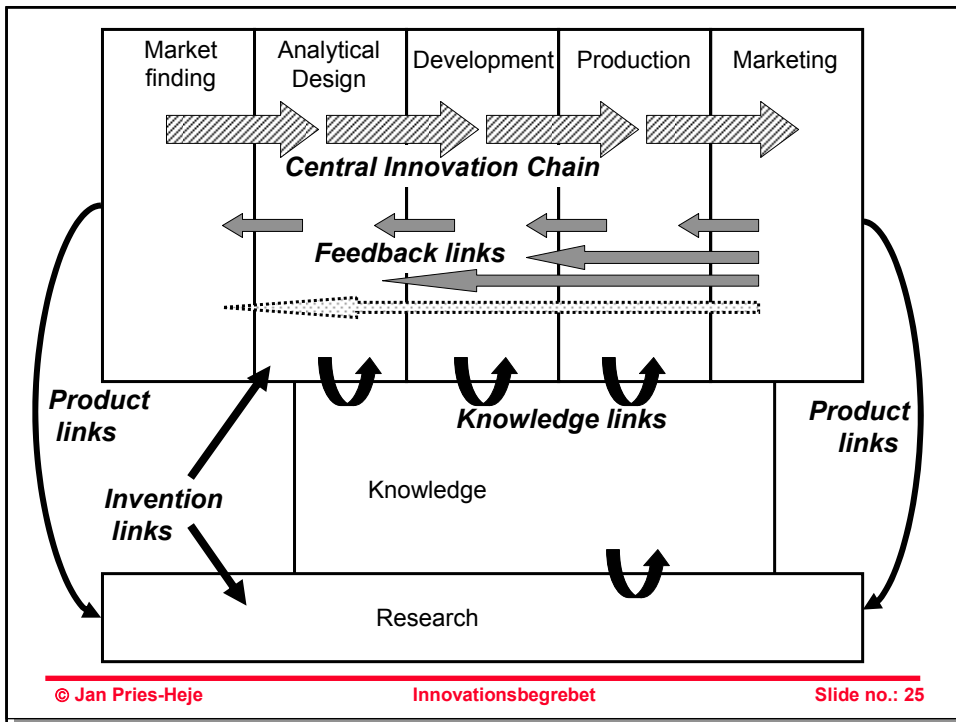 Market
finding
Analytical
Design
Development
Production
Marketing
Central Innovation Chain
Feedback links
Product
links
Knowledge links
Product
links
Invention
links
Knowledge
Research
© Jan Pries-Heje Innovationsbegrebet Slide no.: 25